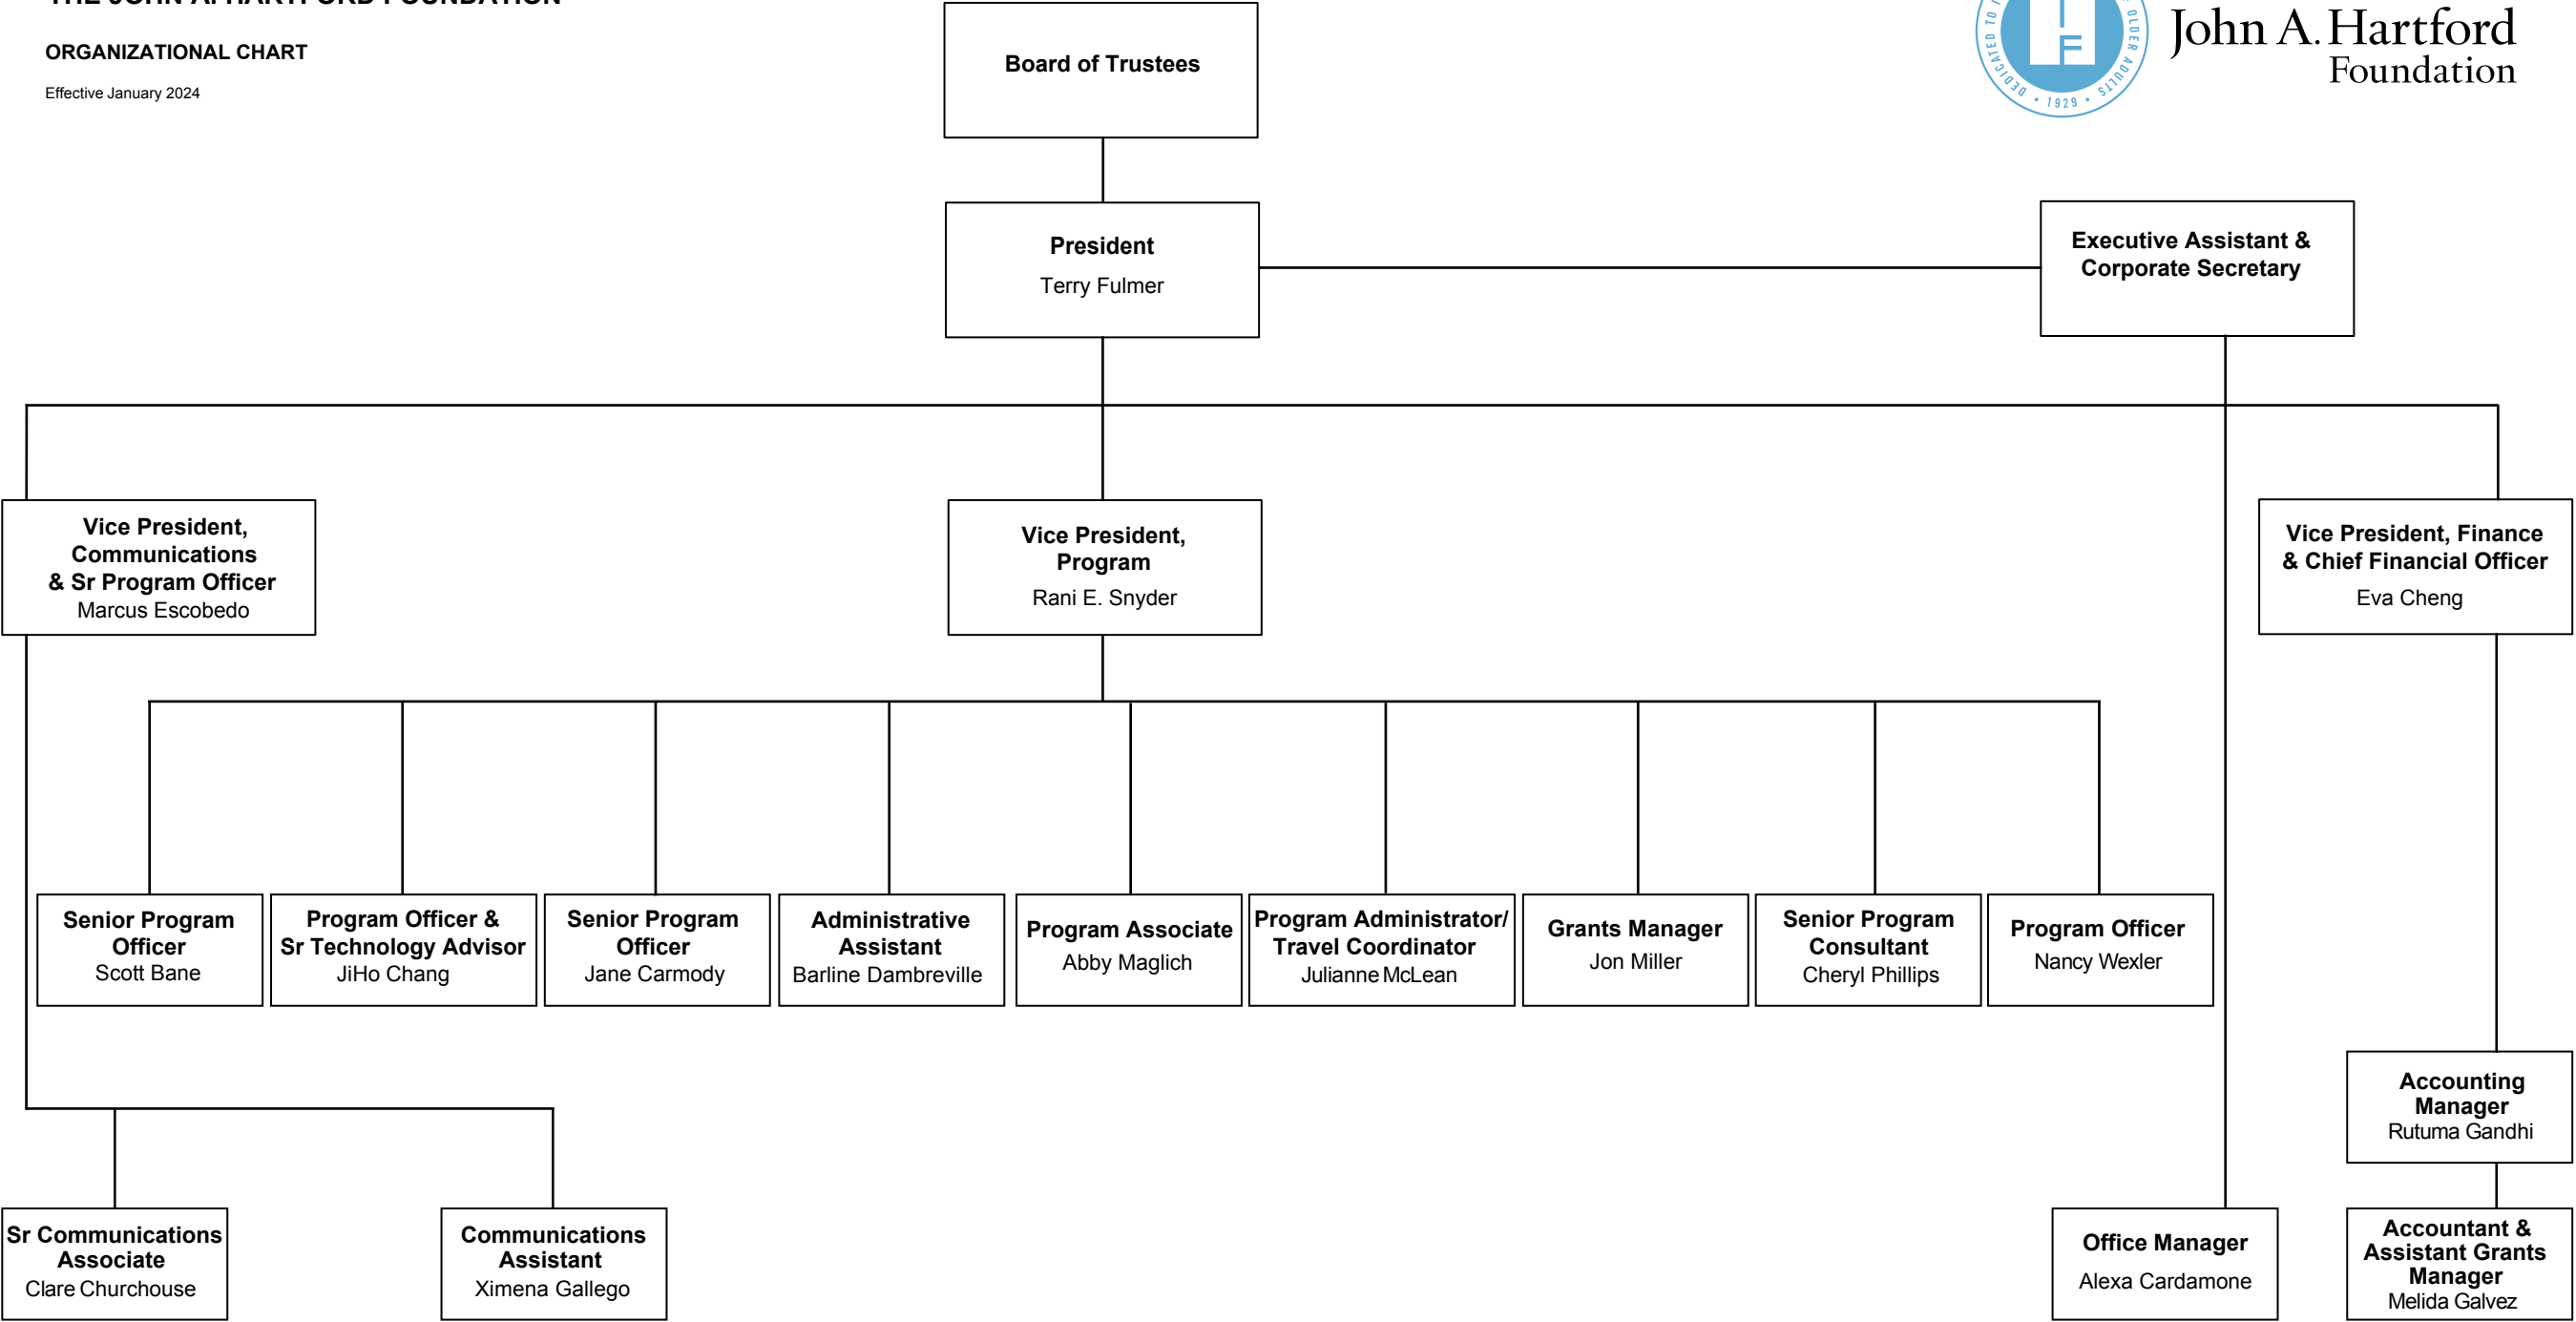 THE JOHN A. HARTFORD FOUNDATION
ORGANIZATIONAL CHART
Effective January 2024
DEDICATED TO
OLDER ADULTS
• 1929 •
John A. Hartford
Foundation
Board of Trustees
President
Terry Fulmer
Executive Assistant &
Corporate Secretary
Vice President,
Communications
& Sr Program Officer
Marcus Escobedo
Vice President,
Program
Rani E. Snyder
Vice President, Finance
& Chief Financial Officer
Eva Cheng
Senior Program
Officer
Scott Bane
Program Officer &
Sr Technology Advisor
JiHo Chang
Senior Program
Officer
Jane Carmody
Administrative
Assistant
Barline Dambreville
Program Associate
Abby Maglich
Program Administrator/
Travel Coordinator
Julianne McLean
Grants Manager
Jon Miller
Senior Program
Consultant
Cheryl Phillips
Program Officer
Nancy Wexler
Accounting
Manager
Rutuma Gandhi
Sr Communications
Associate
Clare Churchouse
Communications
Assistant
Ximena Gallego
Office Manager
Alexa Cardamone
Accountant &
Assistant Grants
Manager
Melida Galvez